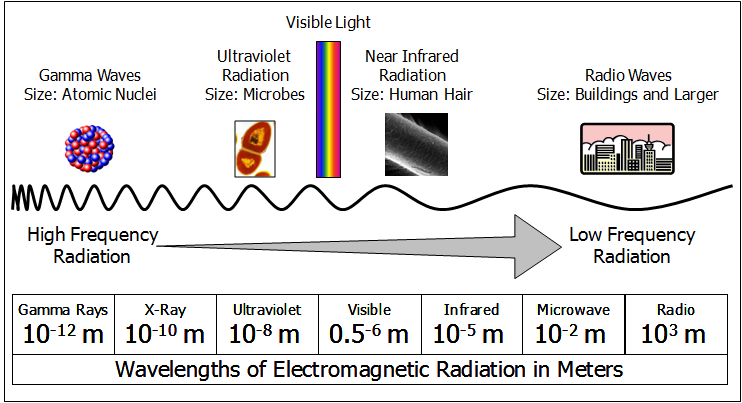 Visible Light
Gamma Waves
Size: Atomic Nuclei
Ultraviolet
Radiation
Size: Microbes
Near Infrared
Radiation
Size: Human Hair
Radio Waves
Size: Buildings and Larger
High Frequency
Radiation
Low Frequency
Radiation
Gamma Rays X-Ray Ultraviolet Visible Infrared Microwave Radio
10⁻¹² m 10⁻¹⁰ m 10⁻⁸ m 0.5⁻⁶ m 10⁻⁵ m 10⁻² m 10³ m
Wavelengths of Electromagnetic Radiation in Meters